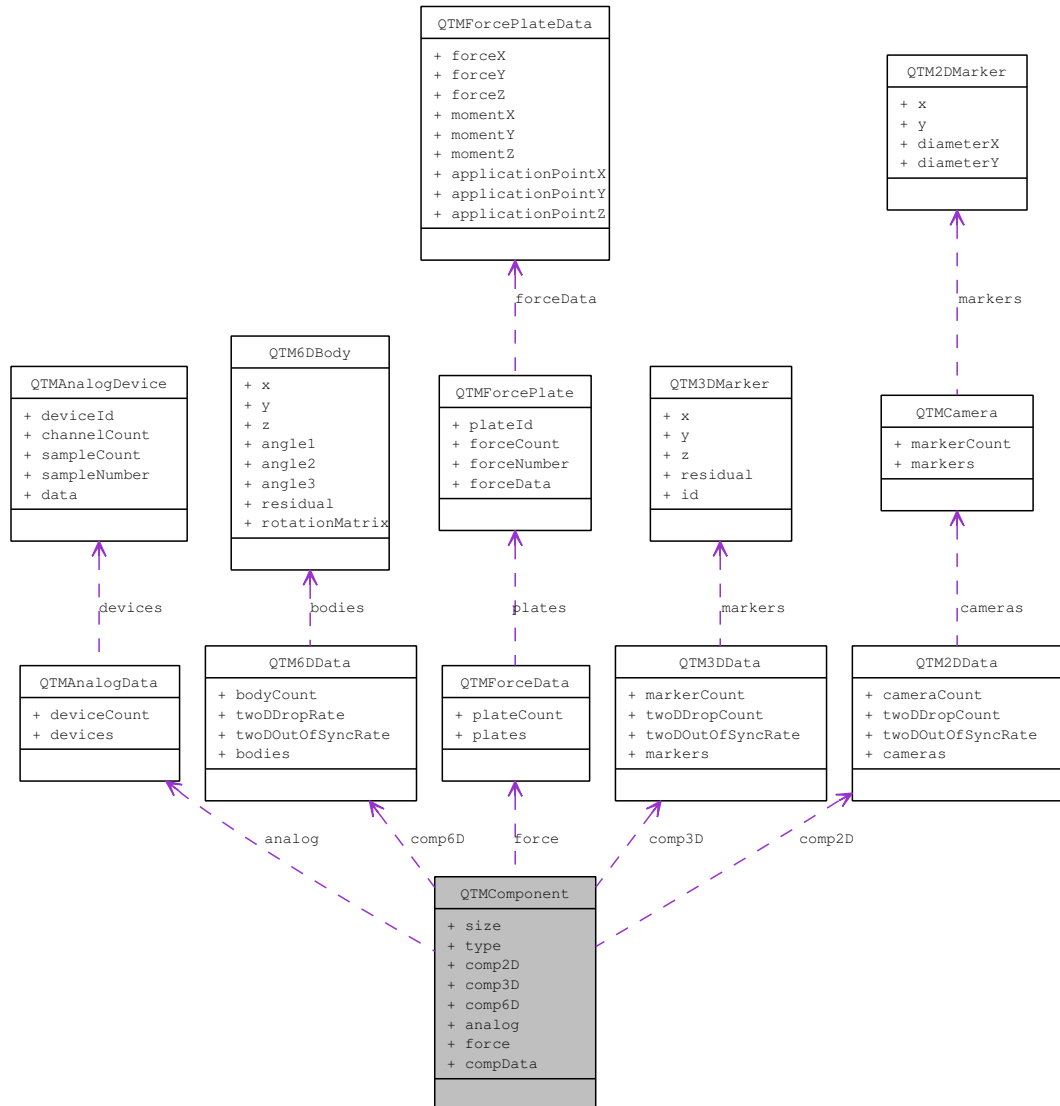 QTMForcePlateData
+ forceX
+ forceY
+ forceZ
+ momentX
+ momentY
+ momentZ
+ applicationPointX
+ applicationPointY
+ applicationPointZ
QTM2DMarker
+ x
+ y
+ diameterX
+ diameterY
forceData
markers
QTMAnalogDevice
+ deviceId
+ channelCount
+ sampleCount
+ sampleNumber
+ data
QTM6DBody
+ x
+ y
+ z
+ angle1
+ angle2
+ angle3
+ residual
+ rotationMatrix
QTMForcePlate
+ plateId
+ forceCount
+ forceNumber
+ forceData
QTM3DMarker
+ x
+ y
+ z
+ residual
+ id
QTMCamera
+ markerCount
+ markers
devices
bodies
plates
markers
cameras
QTMAnalogData
+ deviceCount
+ devices
QTM6DData
+ bodyCount
+ twoDDropRate
+ twoDOutOfSyncRate
+ bodies
QTMForceData
+ plateCount
+ plates
QTM3DData
+ markerCount
+ twoDDropCount
+ twoDOutOfSyncRate
+ markers
QTM2DData
+ cameraCount
+ twoDDropCount
+ twoDOutOfSyncRate
+ cameras
analog
comp6D
force
comp3D
comp2D
QTMComponent
+ size
+ type
+ comp2D
+ comp3D
+ comp6D
+ analog
+ force
+ compData